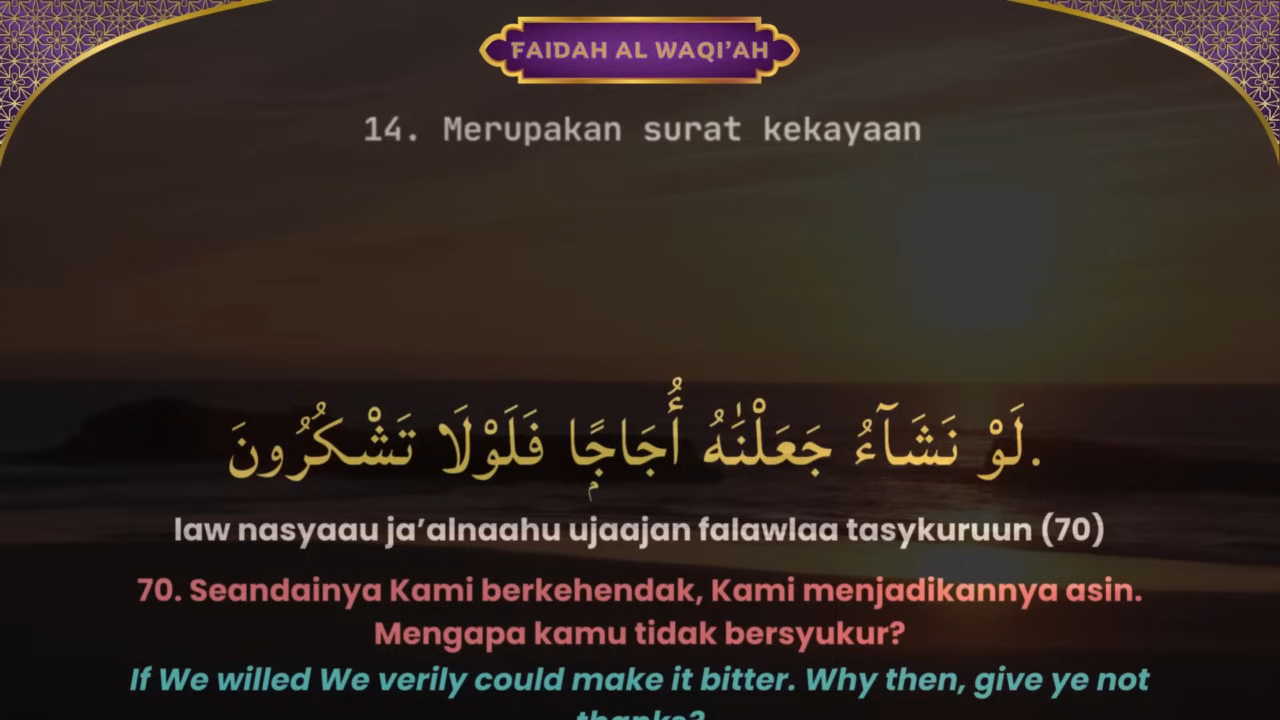 FAIDAH AL WAQI’AH
14. Merupakan surat kekayaan
لَوْ نَشَآءُ جَعَلْنَٰهُ أُجَاجًۭا فَلَوْلَا تَشْكُرُونَ.
law nasyaau ja’alnaahu ujaajan falawlaa tasykuruun (70)
70. Seandainya Kami berkehendak, Kami menjadikannya asin.
Mengapa kamu tidak bersyukur?
If We willed We verily could make it bitter. Why then, give ye not
thanks?